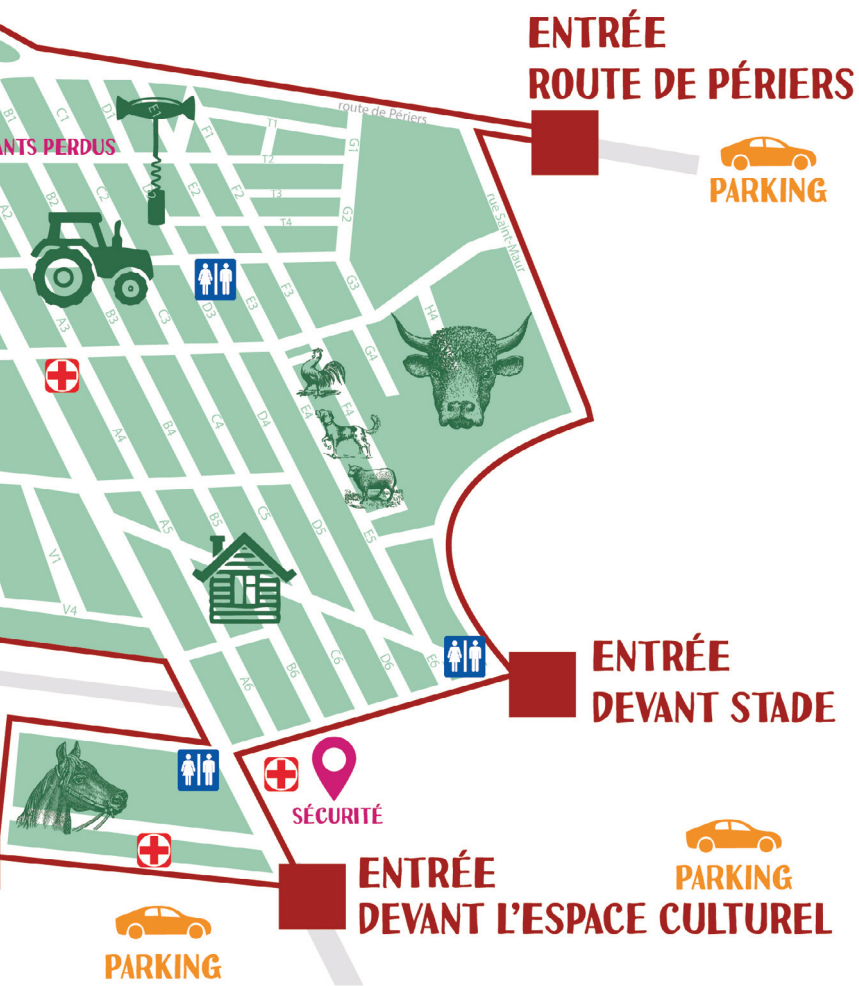 ENTRÉE
ROUTE DE PÉRIERS
PARKING
route de Périers
B1
C1
D1
E1
F1
T1
G1
ANTS PERDUS
T2
A2
B2
C2
D2
E2
F2
T3
T4
G2
rue Saint-Maur
A3
B3
C3
D3
E3
F3
G3
H4
G4
A4
B4
C4
D4
E4
F4
A5
B5
C5
D5
E5
V1
V4
A6
B6
C6
D6
E6
ENTRÉE
DEVANT STADE
SÉCURITÉ
PARKING
ENTRÉE
DEVANT L'ESPACE CULTUREL
PARKING